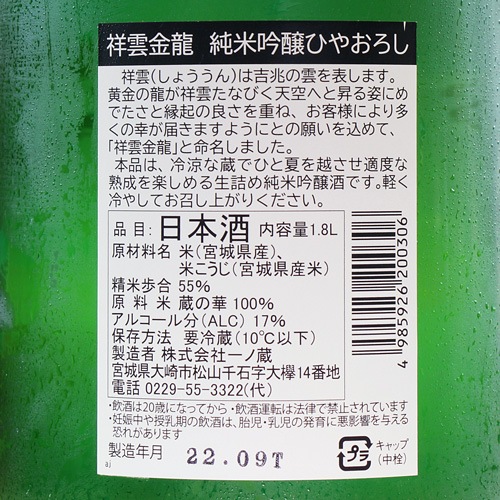 祥雲金龍 純米吟醸ひやおろし
祥雲(しょううん)は吉兆の雲を表します。
黄金の龍が祥雲たなびく天空へと昇る姿にめ
でたさと縁起の良さを重ね、お客様により多
くの幸が届きますようにとの願いを込めて、
「祥雲金龍」と命名しました。
本品は、冷涼な蔵でひと夏を越させ適度な
熟成を楽しめる生詰め純米吟醸酒です。軽く
冷やしてお召し上がりください。
品目:日本酒 内容量1.8L
原材料名 米(宮城県産)、
米こうじ(宮城県産米)
精米歩合 55%
原料米 蔵の華 100%
アルコール分(ALC) 17%
保存方法 要冷蔵(10℃以下)
製造者 株式会社一ノ蔵
宮城県大崎市松山千石字大欅14番地
電話 0229-55-3322(代)
・飲酒は20歳になってから・飲酒運転は法律で禁止されています
・妊娠中や授乳期の飲酒は、胎児・乳児の発育に悪影響を与える
恐れがあります
製造年月 22.09T
a)
プラ
キャップ
(中栓)
4 985926 200306